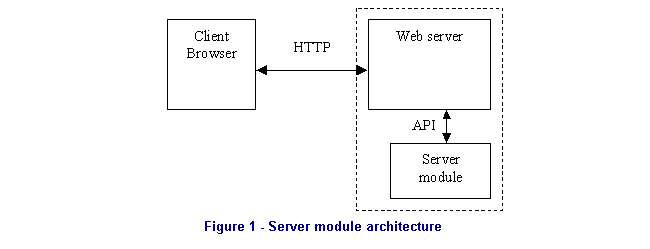 Client
Browser
HTTP
Web server
API
Server
module
Figure 1 - Server module architecture